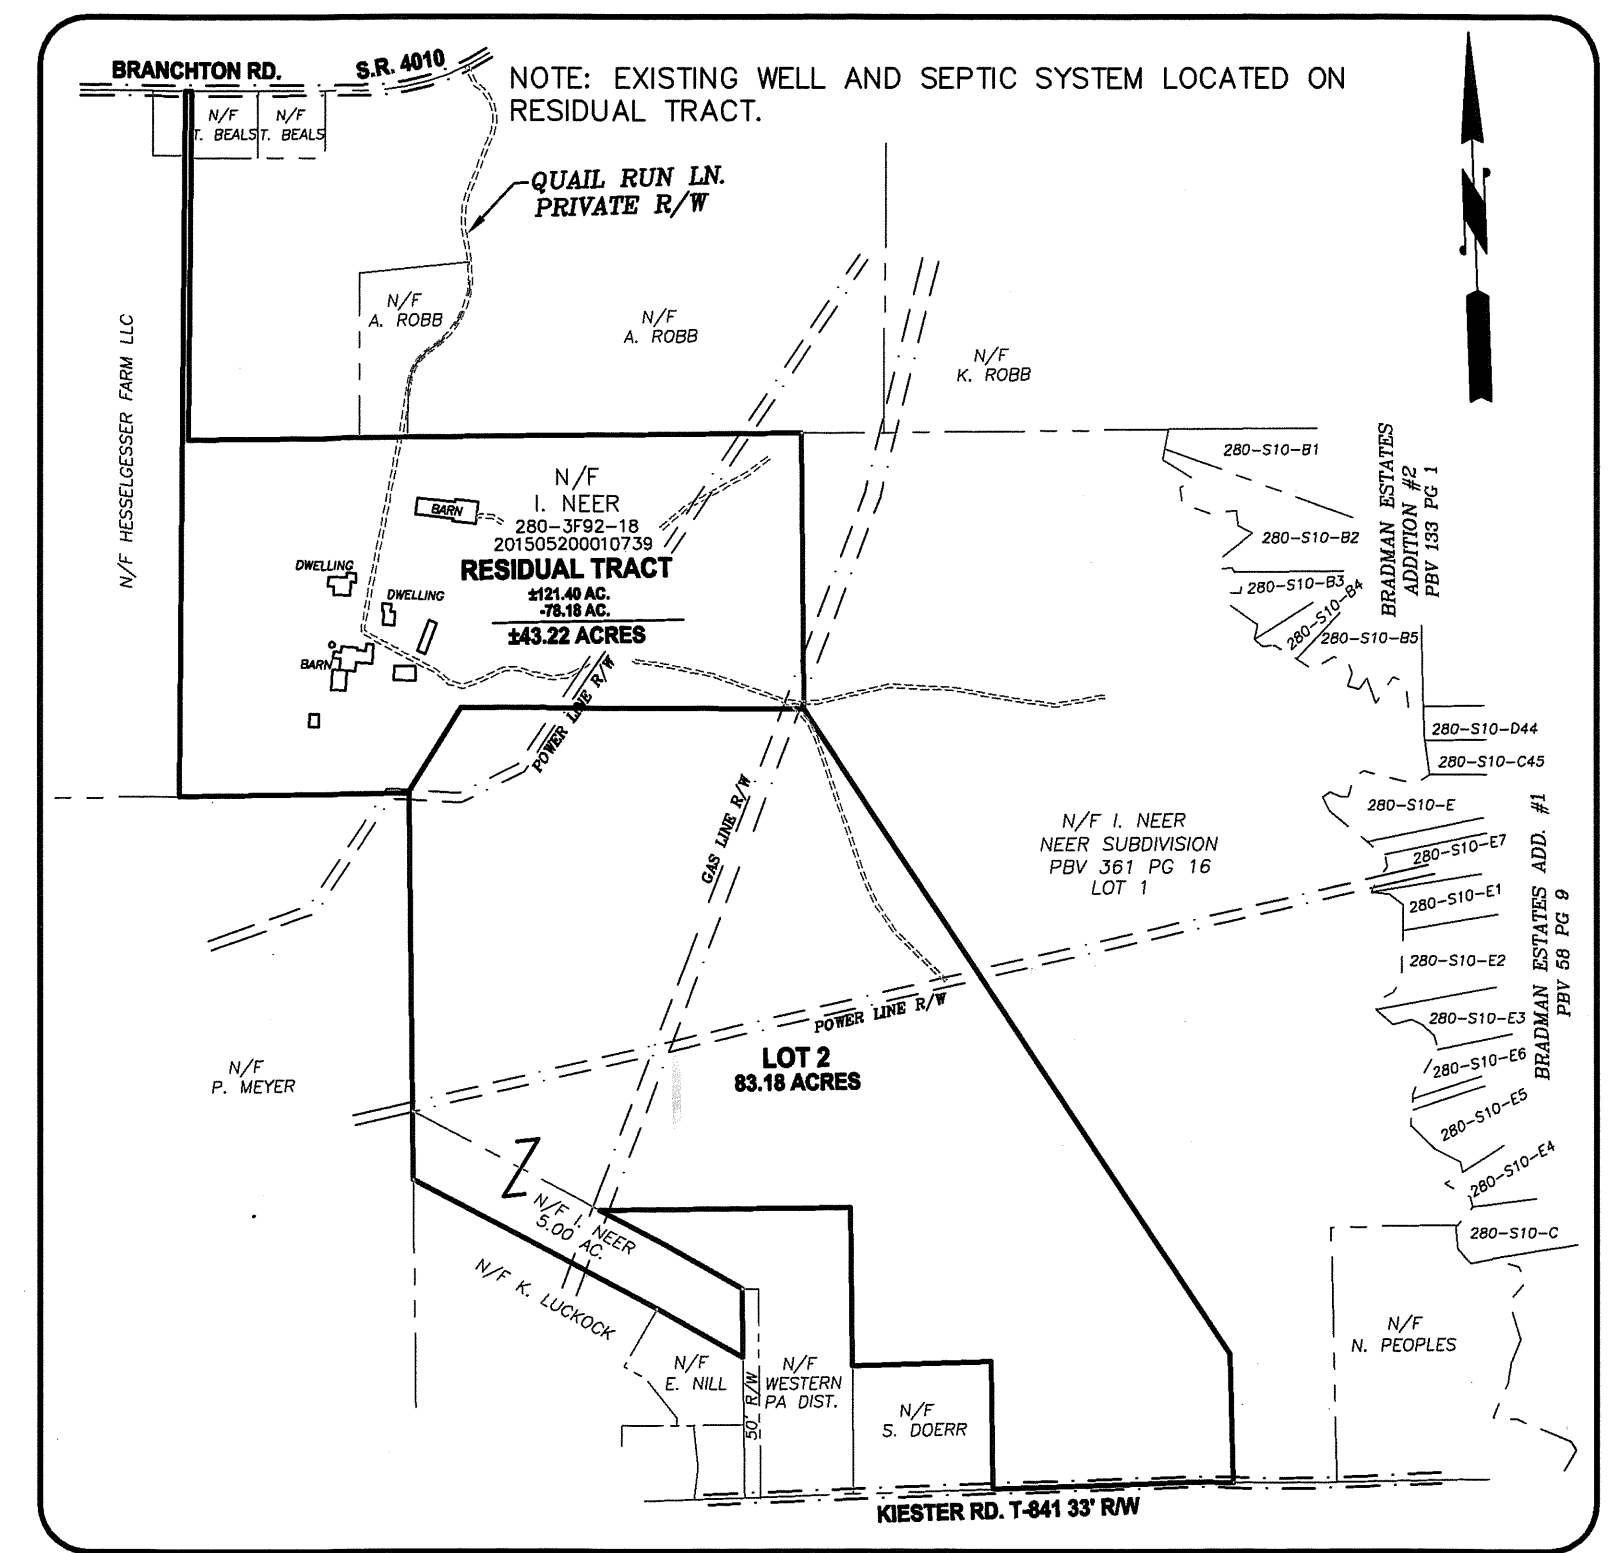 BRANCHTON RD.
S.R. 4010
NOTE: EXISTING WELL AND SEPTIC SYSTEM LOCATED ON
RESIDUAL TRACT.
N/F
T. BEALS
N/F
T. BEALS
QUAIL RUN LN.
PRIVATE R/W
N
N/F HESSELGESSER FARM LLC
N/F
A. ROBB
N/F
A. ROBB
N/F
K. ROBB
N/F
I. NEER
280-3F92-18
201505200010739
RESIDUAL TRACT
±121.40 AC.
-78.18 AC.
±43.22 ACRES
BARN
DWELLING
DWELLING
BARN
POWER LINE R/W
GAS LINE R/W
280-S10-B1
280-S10-B2
280-S10-B3
280-S10-B4
280-S10-B5
BRADMAN ESTATES
ADDITION #2
PBV 133 PG 1
280-S10-D44
280-S10-C45
280-S10-E
280-S10-E7
280-S10-E1
280-S10-E2
280-S10-E3
280-S10-E6
280-S10-E5
280-S10-E4
280-S10-C
BRADMAN ESTATES ADD. #1
PBV 58 PG 9
N/F I. NEER
NEER SUBDIVISION
PBV 361 PG 16
LOT 1
POWER LINE R/W
LOT 2
83.18 ACRES
N/F
P. MEYER
Z
N/F I. NEER
5.00 AC.
N/F K. LUCKOCK
N/F
E. NILL
50' R/W
N/F
WESTERN
PA DIST.
N/F
S. DOERR
N/F
N. PEOPLES
KIESTER RD. T-841 33' R/W